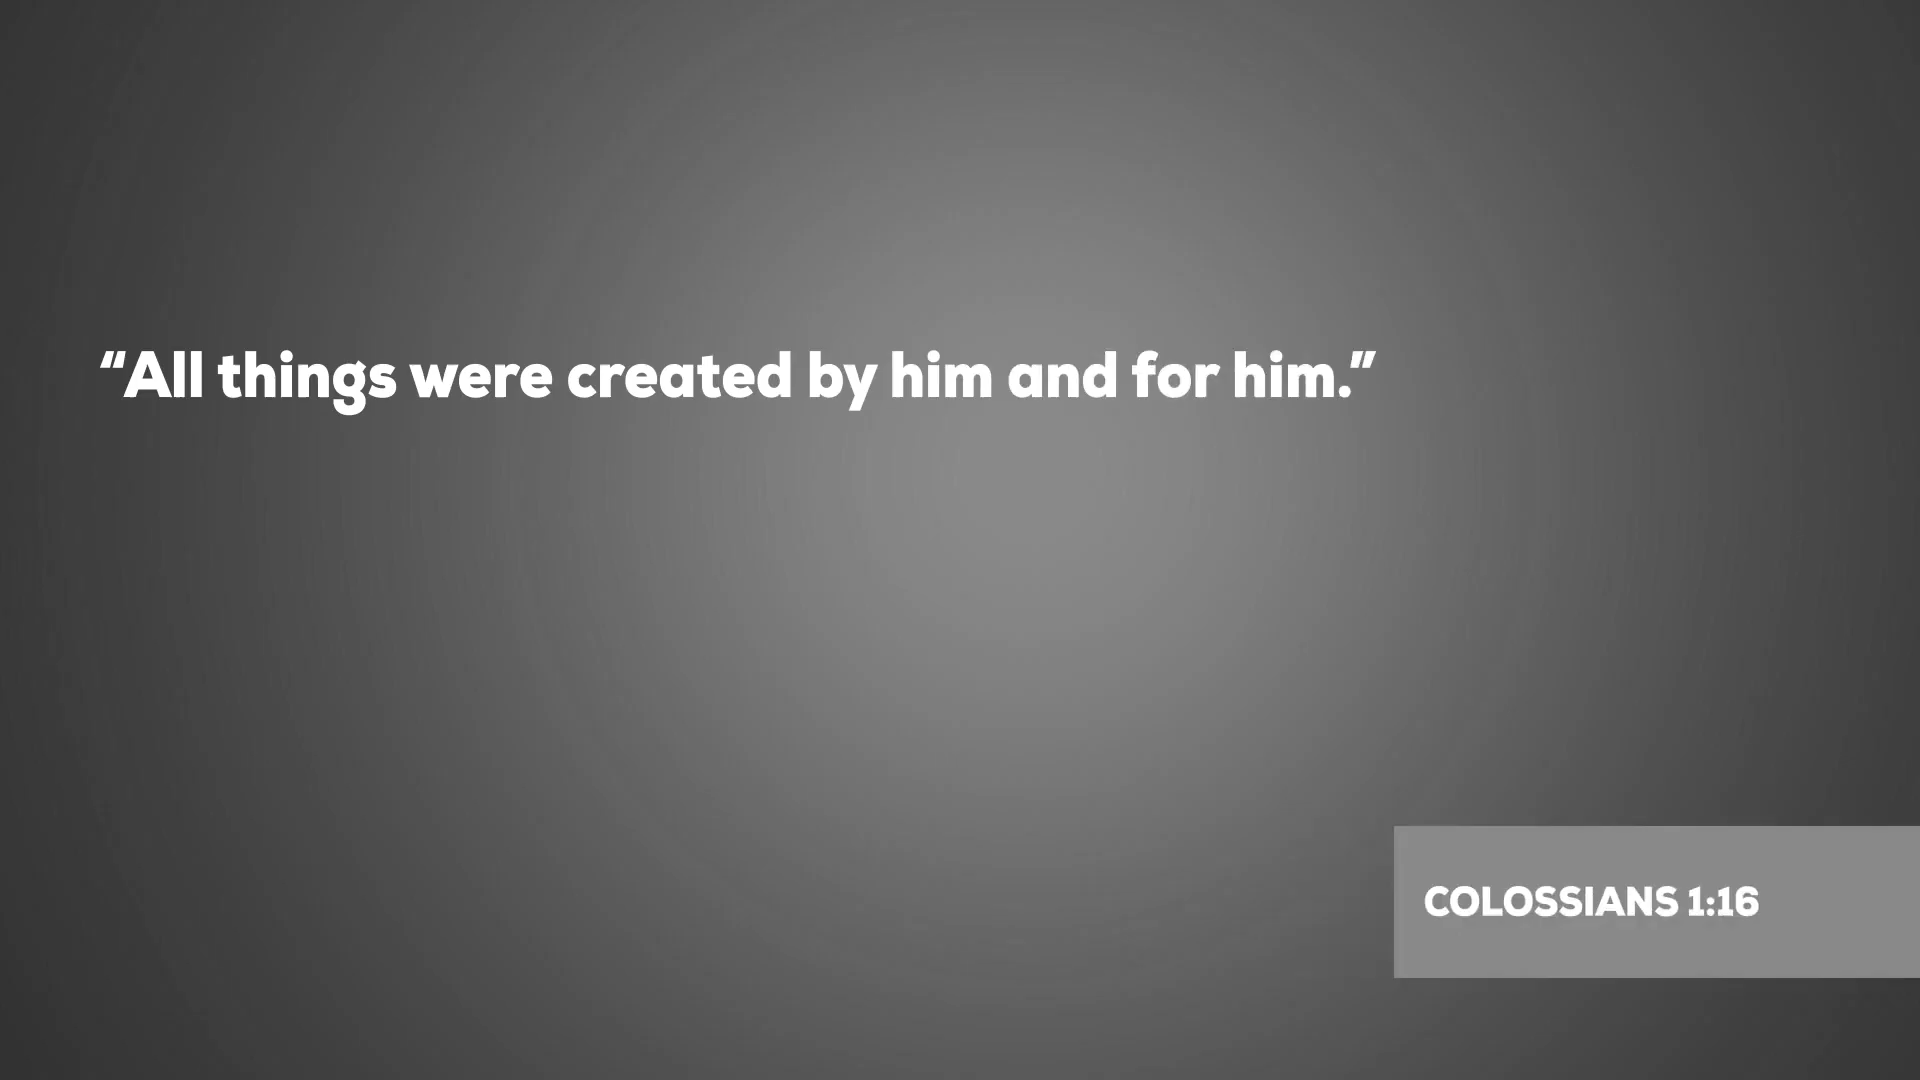 “All things were created by him and for him.”
COLOSSIANS 1:16